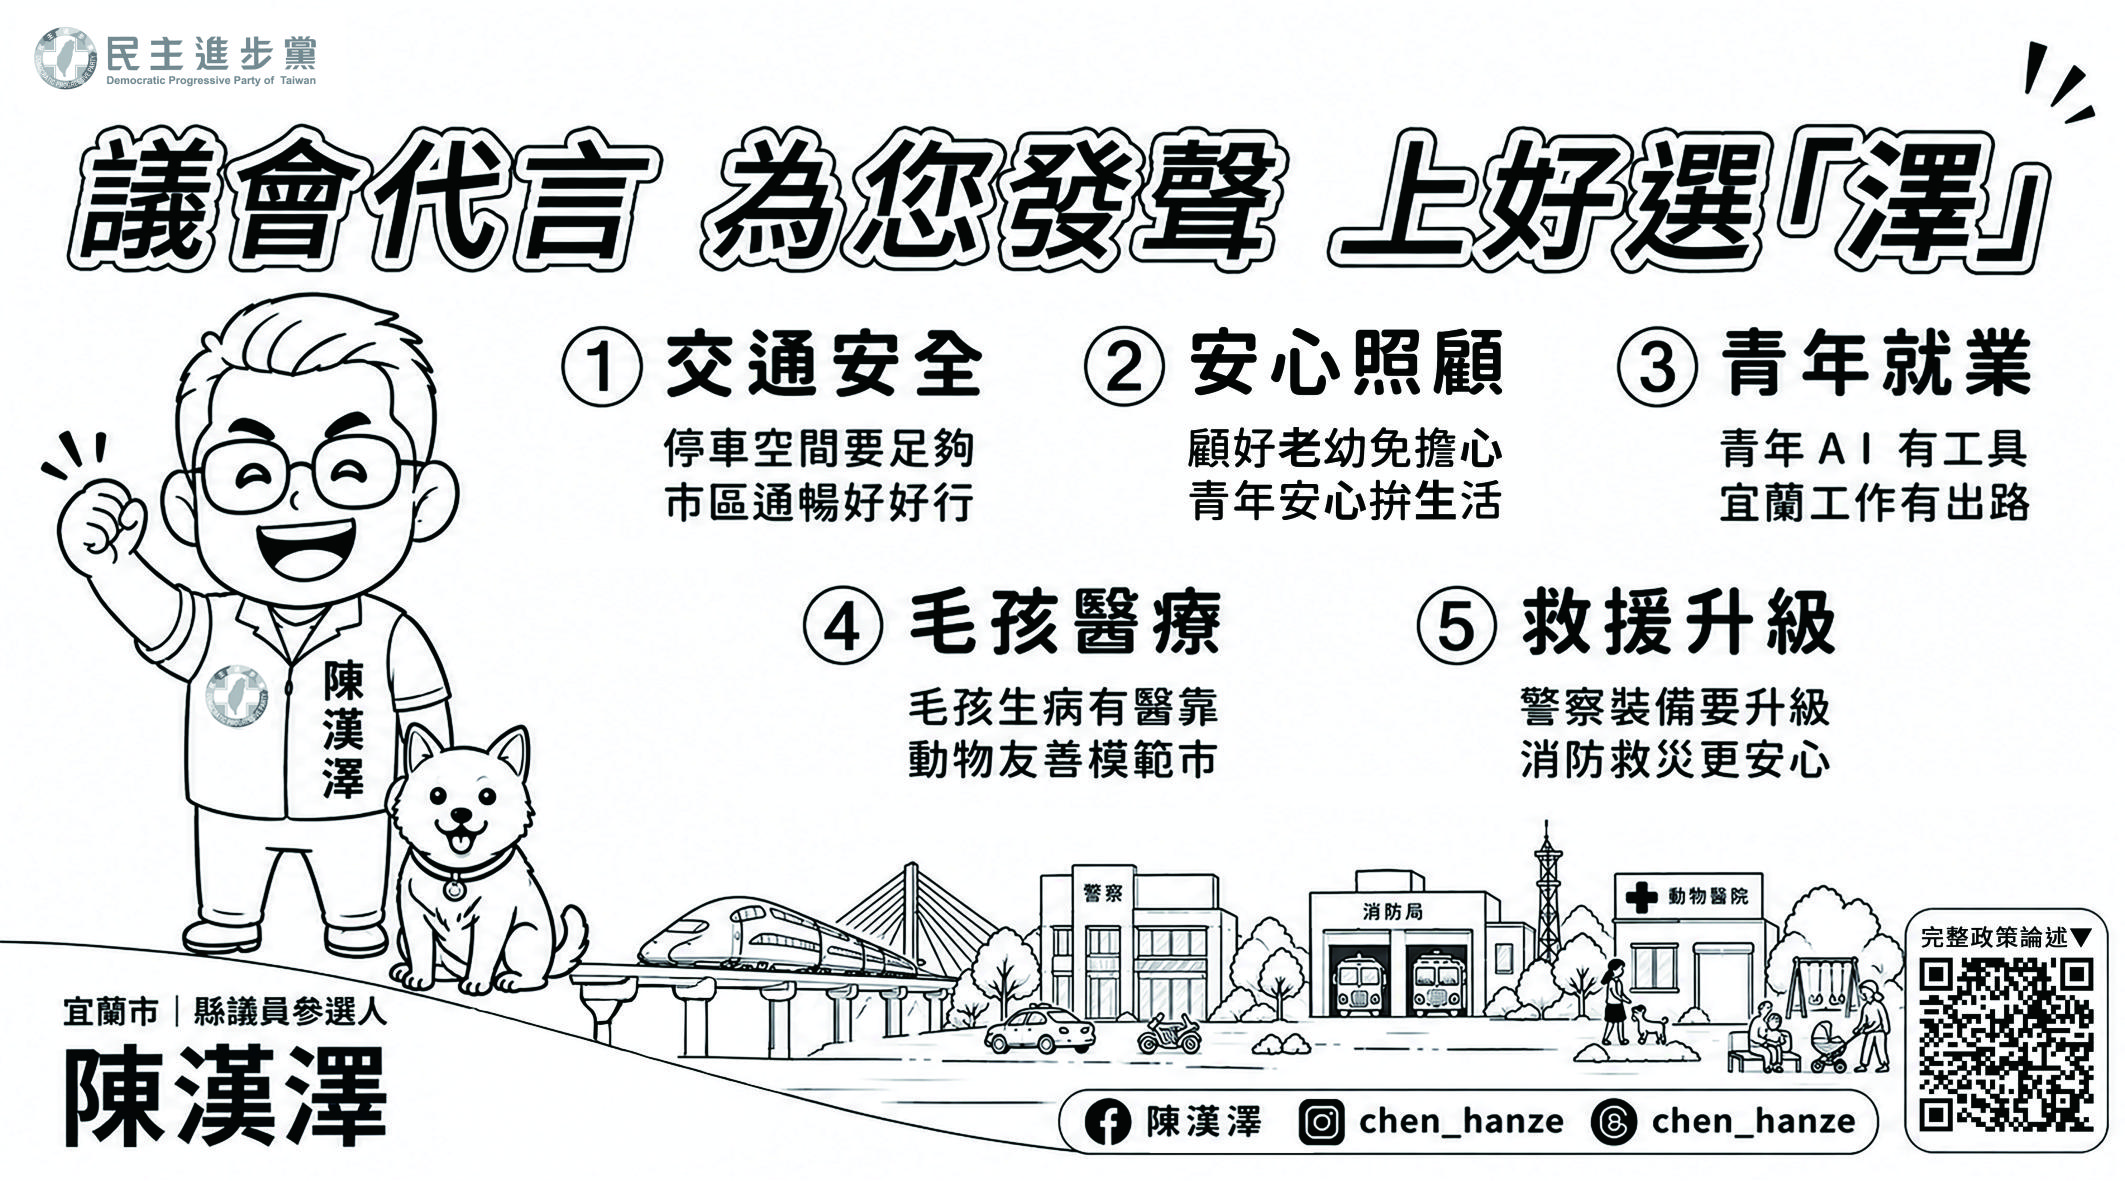 民主進步黨
Democratic Progressive Party of Taiwan
議會代言 為您發聲 上好選「澤」
① 交通安全
停車空間要足夠
市區通暢好好行
② 安心照顧
顧好老幼免擔心
青年安心拚生活
③ 青年就業
青年AI有工具
宜蘭工作有出路
④ 毛孩醫療
毛孩生病有醫靠
動物友善模範市
⑤ 救援升級
警察裝備要升級
消防救災更安心
陳漢澤
警察
消防局
動物醫院
完整政策論述▼
宜蘭市｜縣議員參選人
陳漢澤
陳漢澤 chen_hanze chen_hanze